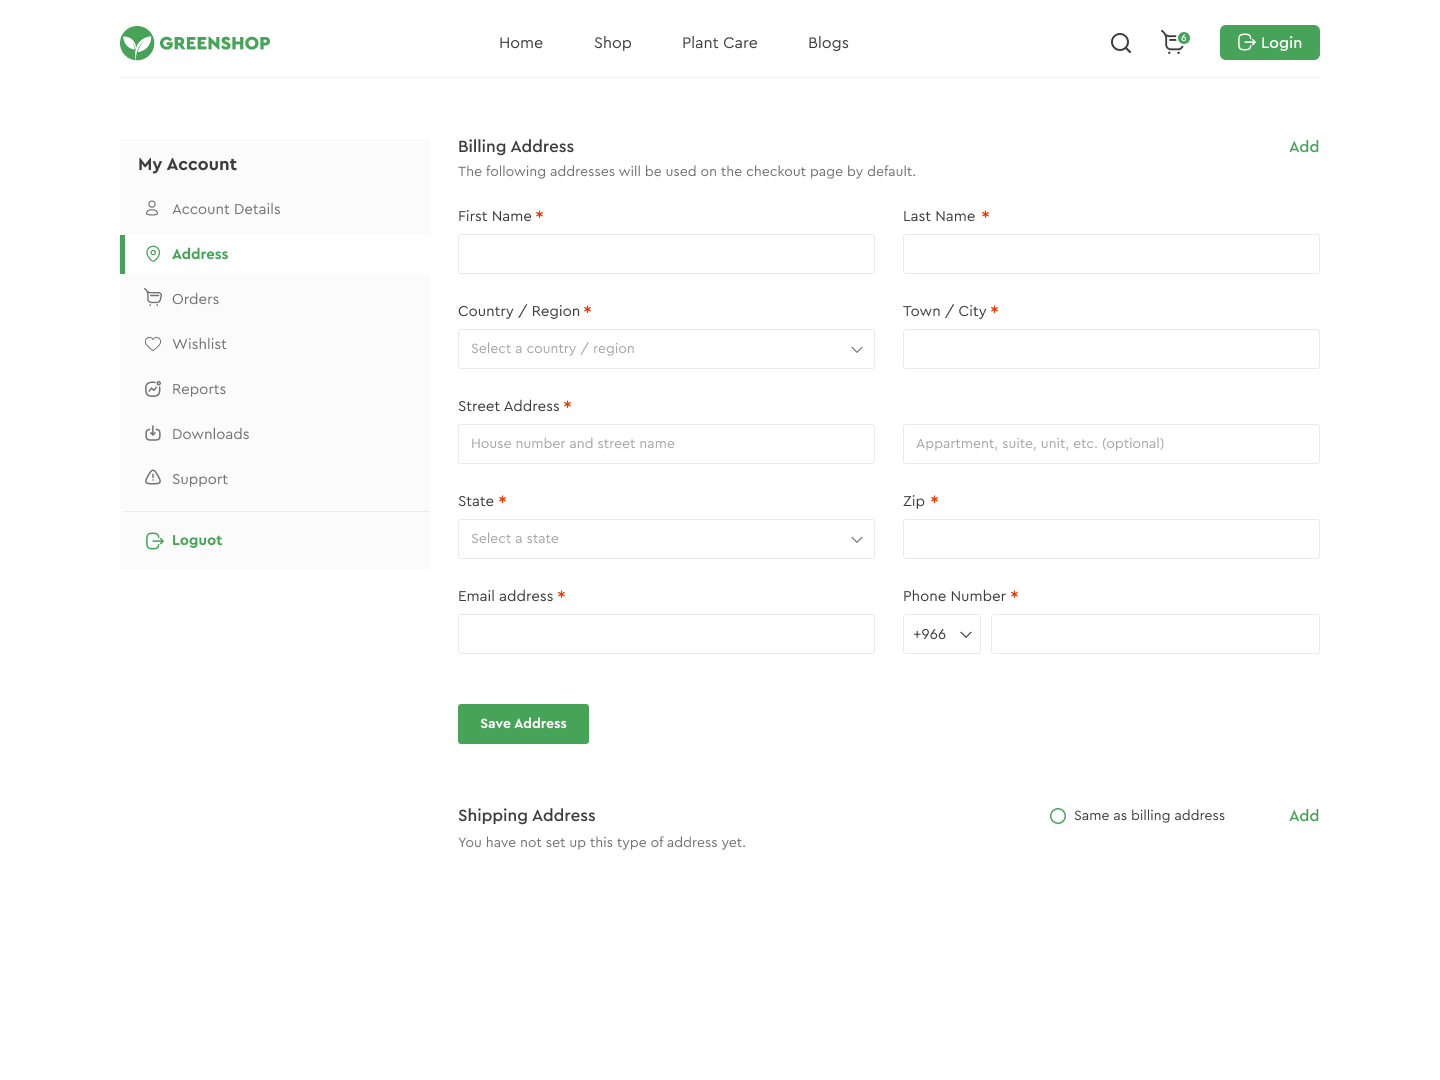 GREENSHOP
Home
Shop
Plant Care
Blogs
6
Login
My Account
Account Details
Address
Orders
Wishlist
Reports
Downloads
Support
Loguot
Billing Address
Add
The following addresses will be used on the checkout page by default.
First Name *
Last Name *
Country / Region *
Town / City *
Select a country / region
Street Address *
House number and street name
Appartment, suite, unit, etc. (optional)
State *
Zip *
Select a state
Email address *
Phone Number *
+966
Save Address
Shipping Address
Same as billing address
Add
You have not set up this type of address yet.